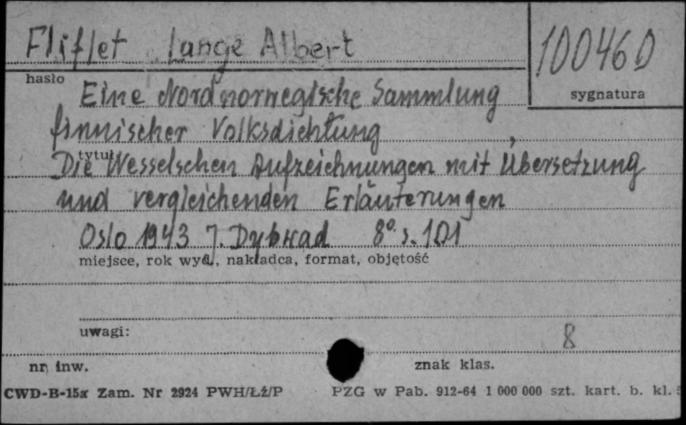 Fliflet Lange Albert
100460
hasło
sygnatura
Eine Nordnorwegische Sammlung
finnischer Volksdichtung
tytuł
Die Wesselschen Aufzeichnungen mit Übersetzung
und vergleichenden Erläuterungen
Oslo 1943 J. Dybwad 8° s. 101
miejsce, rok wyd., nakładca, format, objętość
uwagi:
8
nr inw.
znak klas.
CWD-B-15a Zam. Nr 2924 PWH/Łź/P PZG w Pab. 912-64 1 000 000 szt. kart. b. kl.